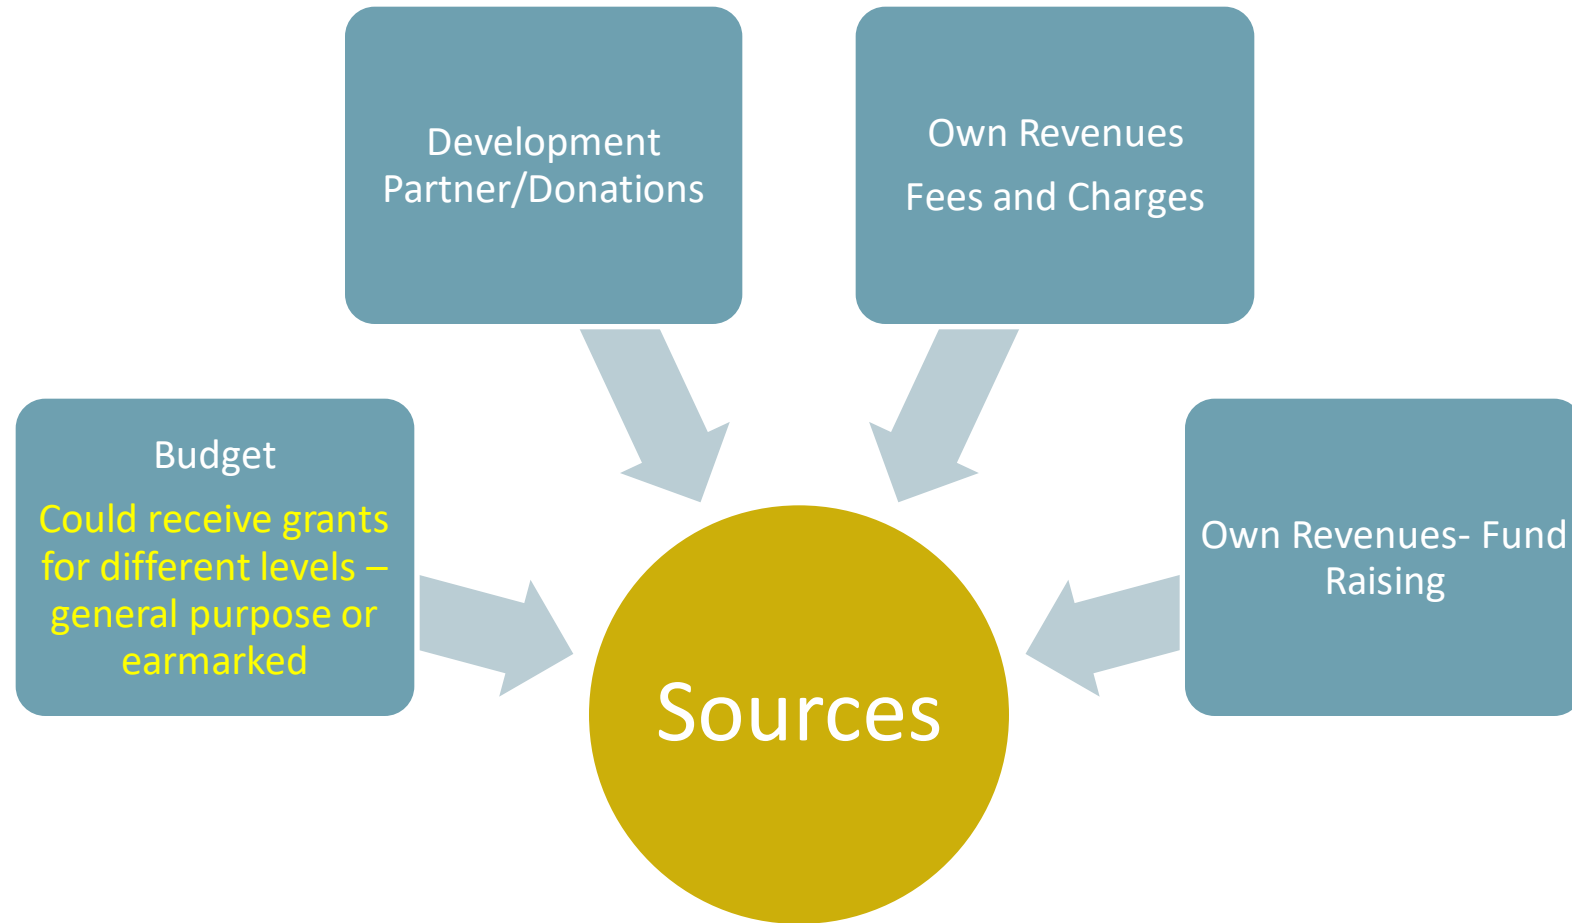 Development
Partner/Donations
Own Revenues
Fees and Charges
Budget
Could receive grants
for different levels –
general purpose or
earmarked
Own Revenues- Fund
Raising
Sources